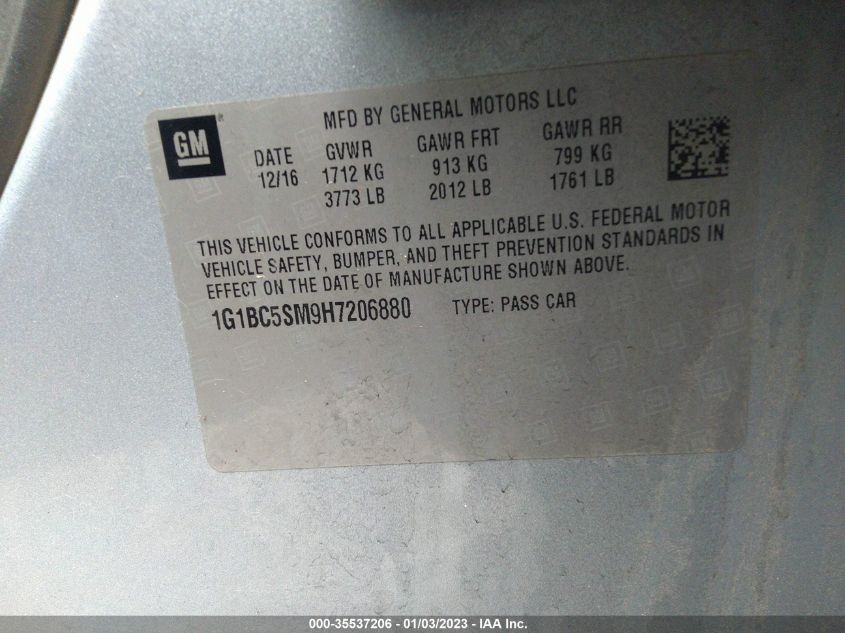 MFD BY GENERAL MOTORS LLC
GM
DATE GVWR GAWR FRT GAWR RR
12/16 1712 KG 913 KG 799 KG
3773 LB 2012 LB 1761 LB
THIS VEHICLE CONFORMS TO ALL APPLICABLE U.S. FEDERAL MOTOR
VEHICLE SAFETY, BUMPER, AND THEFT PREVENTION STANDARDS IN
EFFECT ON THE DATE OF MANUFACTURE SHOWN ABOVE.
1G1BC5SM9H7206880 TYPE: PASS CAR
000-35537206 - 01/03/2023 - IAA Inc.